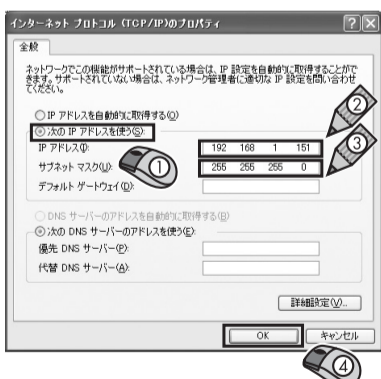 インターネット プロトコル (TCP/IP)のプロパティ
全般
ネットワークでこの機能がサポートされている場合は、IP 設定を自動的に取得することがで
きます。サポートされていない場合は、ネットワーク管理者に適切な IP 設定を問い合わせ
てください。
IP アドレスを自動的に取得する(O)
②
次の IP アドレスを使う(S):
IP アドレス(I): 192 168 1 151
①
③
サブネット マスク(U): 255 255 255 0
デフォルト ゲートウェイ(D):
DNS サーバーのアドレスを自動的に取得する(B)
次の DNS サーバーのアドレスを使う(E):
優先 DNS サーバー(P):
代替 DNS サーバー(A):
詳細設定(V)...
OK キャンセル
④